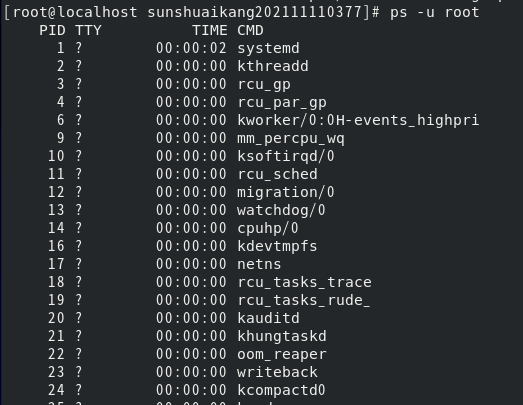 [root@localhost sunshuaikang202111110377]# ps -u root
PID TTY TIME CMD
1 ? 00:00:02 systemd
2 ? 00:00:00 kthreadd
3 ? 00:00:00 rcu_gp
4 ? 00:00:00 rcu_par_gp
6 ? 00:00:00 kworker/0:0H-events_highpri
9 ? 00:00:00 mm_percpu_wq
10 ? 00:00:00 ksoftirqd/0
11 ? 00:00:00 rcu_sched
12 ? 00:00:00 migration/0
13 ? 00:00:00 watchdog/0
14 ? 00:00:00 cpuhp/0
16 ? 00:00:00 kdevtmpfs
17 ? 00:00:00 netns
18 ? 00:00:00 rcu_tasks_trace
19 ? 00:00:00 rcu_tasks_rude_
20 ? 00:00:00 kauditd
21 ? 00:00:00 khungtaskd
22 ? 00:00:00 oom_reaper
23 ? 00:00:00 writeback
24 ? 00:00:00 kcompactd0